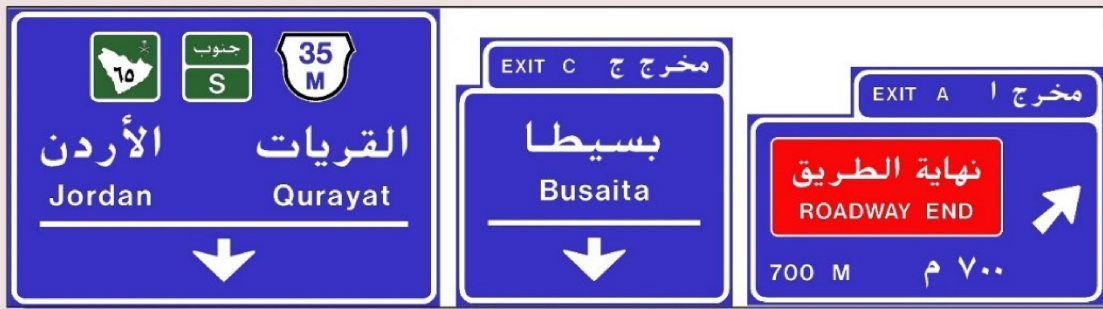 ٦٥
جنوب
S
35
M
الأردن القريات
Jordan Qurayat
EXIT C مخرج ج
بسيطا
Busaita
EXIT A مخرج ا
نهاية الطريق
ROADWAY END
700 M ٧٠٠ م